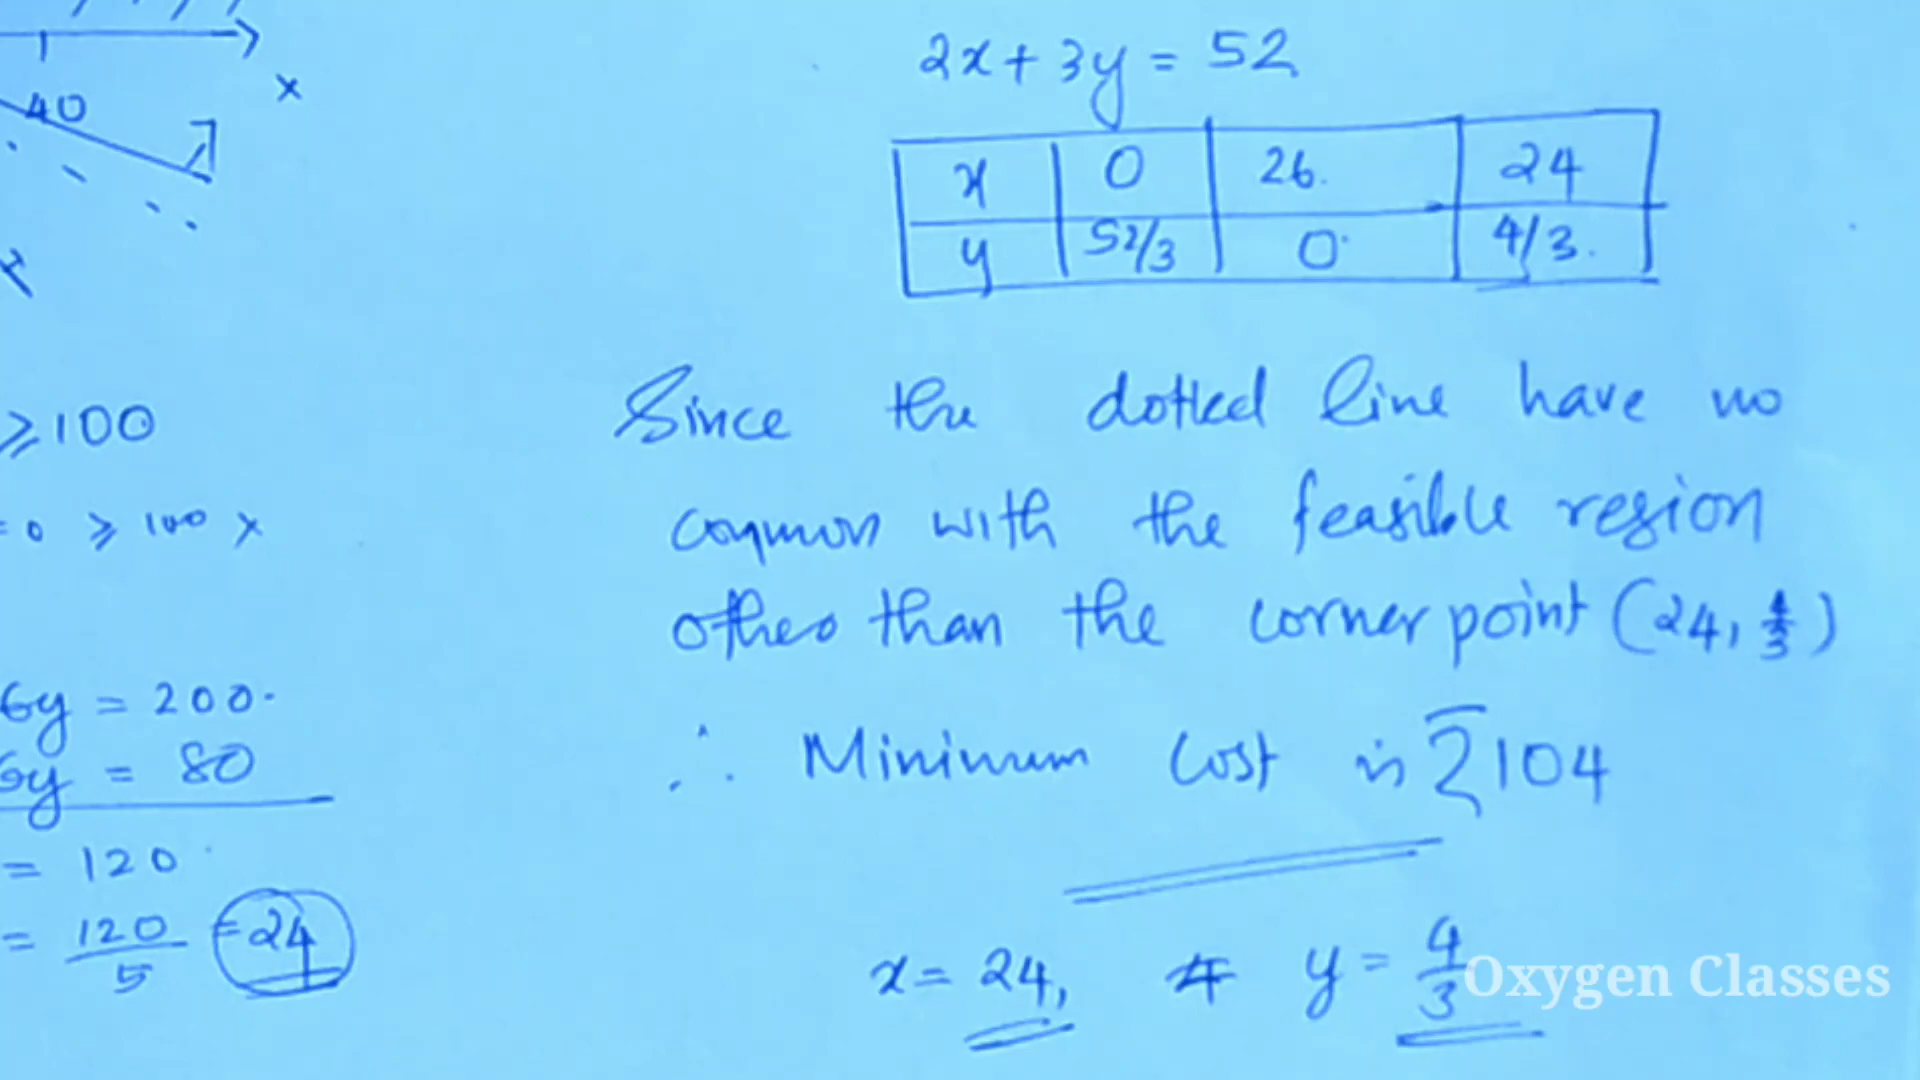 x
40
≥ 100
= 0 ≥ 100 ×
6y = 200
6y = 80
= 120
= 120/5 = 24
2x + 3y = 52
x 0 26 24
y 52/3 0 4/3
Since the dotted line have no
common with the feasible region
other than the corner point (24, 4/3)
∴ Minimum Cost is ₹ 104
x = 24, y = 4/3
Oxygen Classes